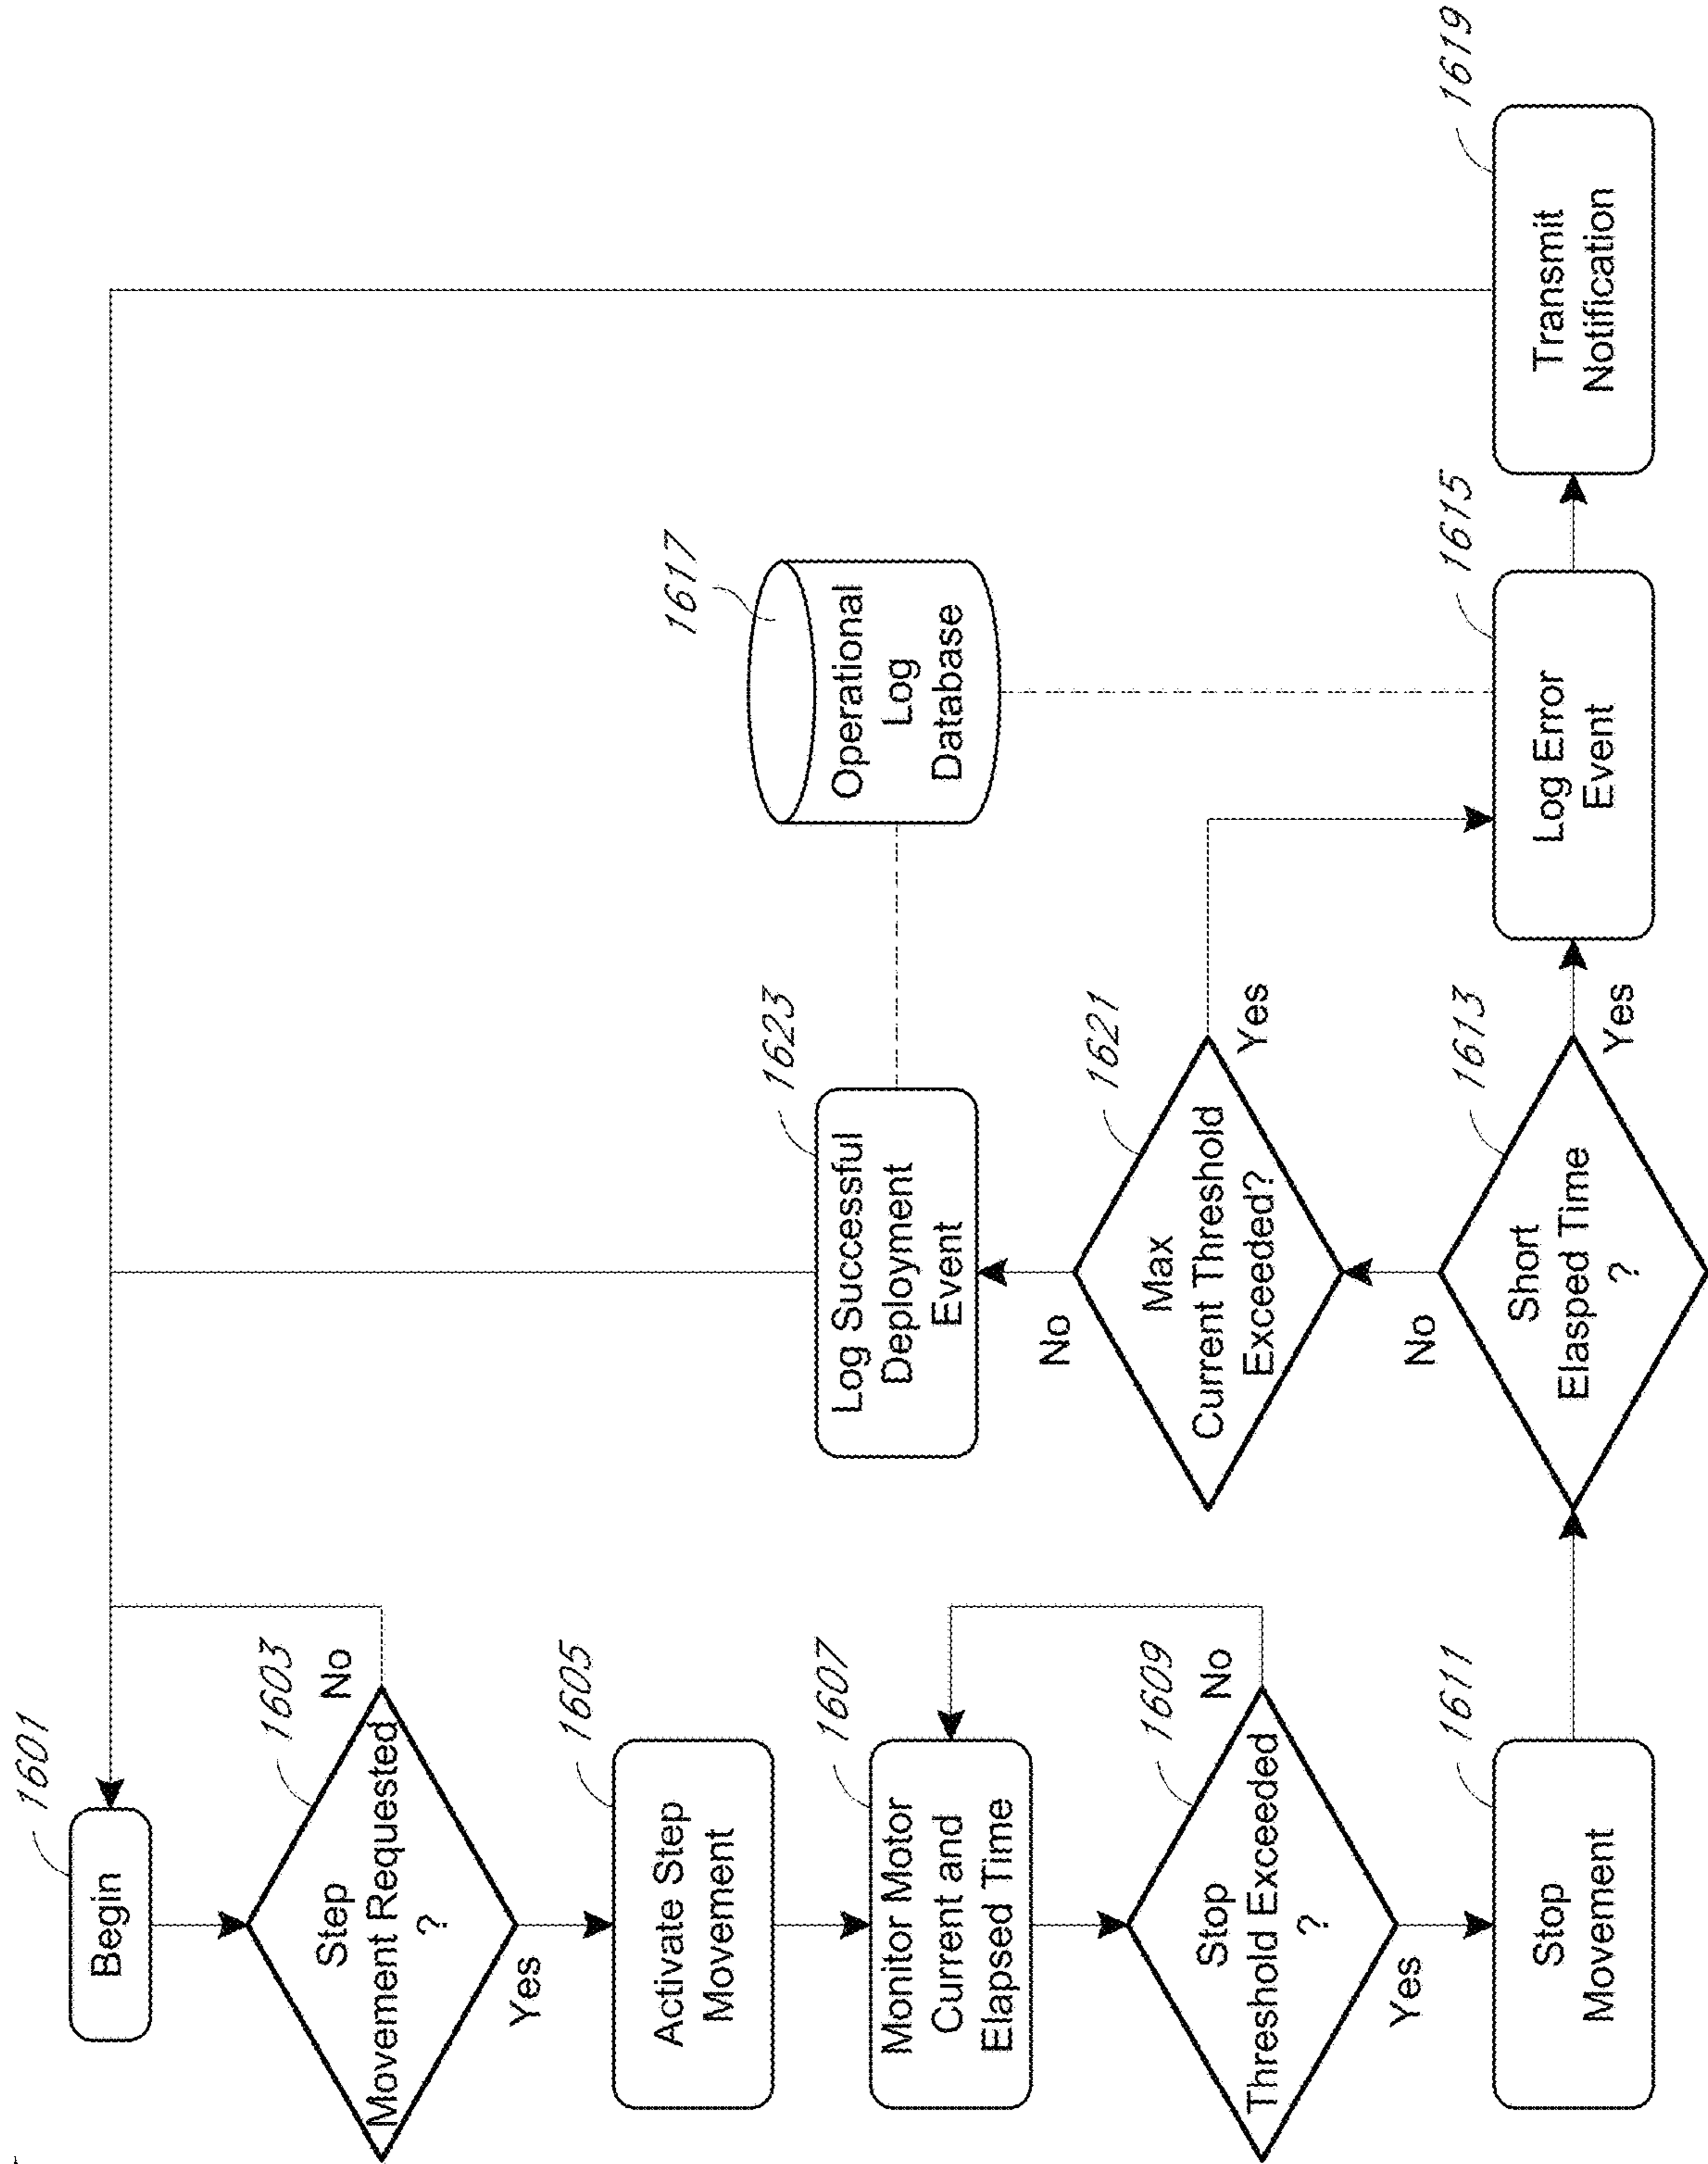 1601
Begin
1603
Step
Movement Requested
?
No
Yes
1605
Activate Step
Movement
1607
Monitor Motor
Current and
Elapsed Time
1609
Stop
Threshold Exceeded
?
No
Yes
1611
Stop
Movement
1613
Short
Elasped Time
?
No
Yes
1621
Max
Current Threshold
Exceeded?
No
Yes
1623
Log Successful
Deployment
Event
1617
Operational
Log
Database
1615
Log Error
Event
1619
Transmit
Notification